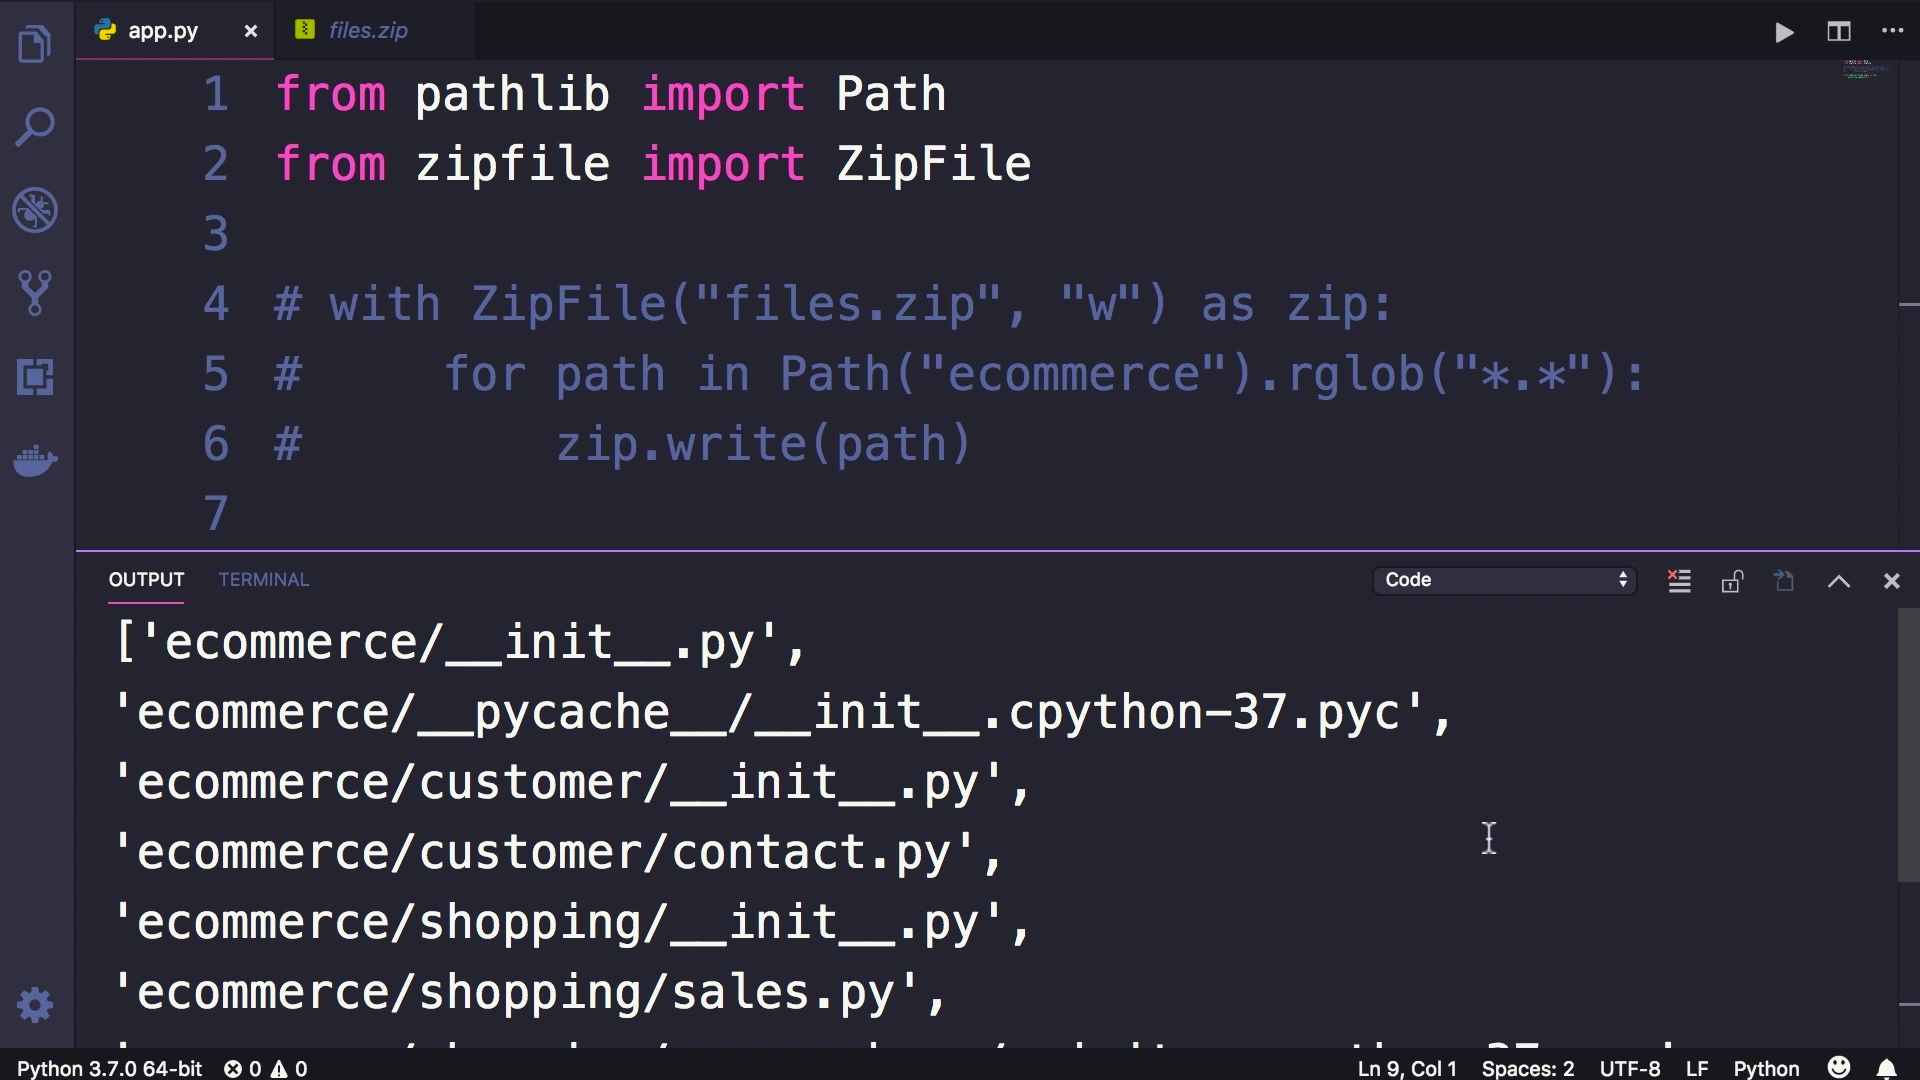 app.py
files.zip
1 from pathlib import Path
2 from zipfile import ZipFile
3
4 # with ZipFile("files.zip", "w") as zip:
5 #     for path in Path("ecommerce").rglob("*.*"):
6 #         zip.write(path)
7
OUTPUT TERMINAL Code
['ecommerce/__init__.py',
'ecommerce/__pycache__/__init__.cpython-37.pyc',
'ecommerce/customer/__init__.py',
'ecommerce/customer/contact.py',
'ecommerce/shopping/__init__.py',
'ecommerce/shopping/sales.py',
Python 3.7.0 64-bit 0 0 Ln 9, Col 1 Spaces: 2 UTF-8 LF Python